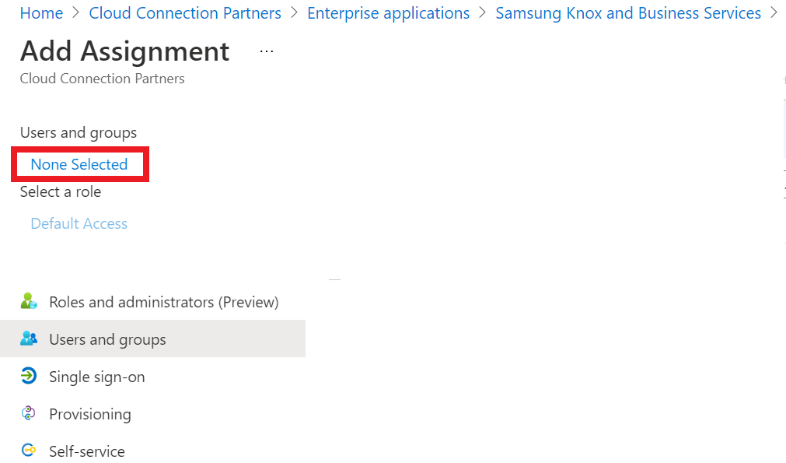 Home > Cloud Connection Partners > Enterprise applications > Samsung Knox and Business Services >
Add Assignment ...
Cloud Connection Partners
Users and groups
None Selected
Select a role
Default Access
Roles and administrators (Preview)
Users and groups
Single sign-on
Provisioning
Self-service